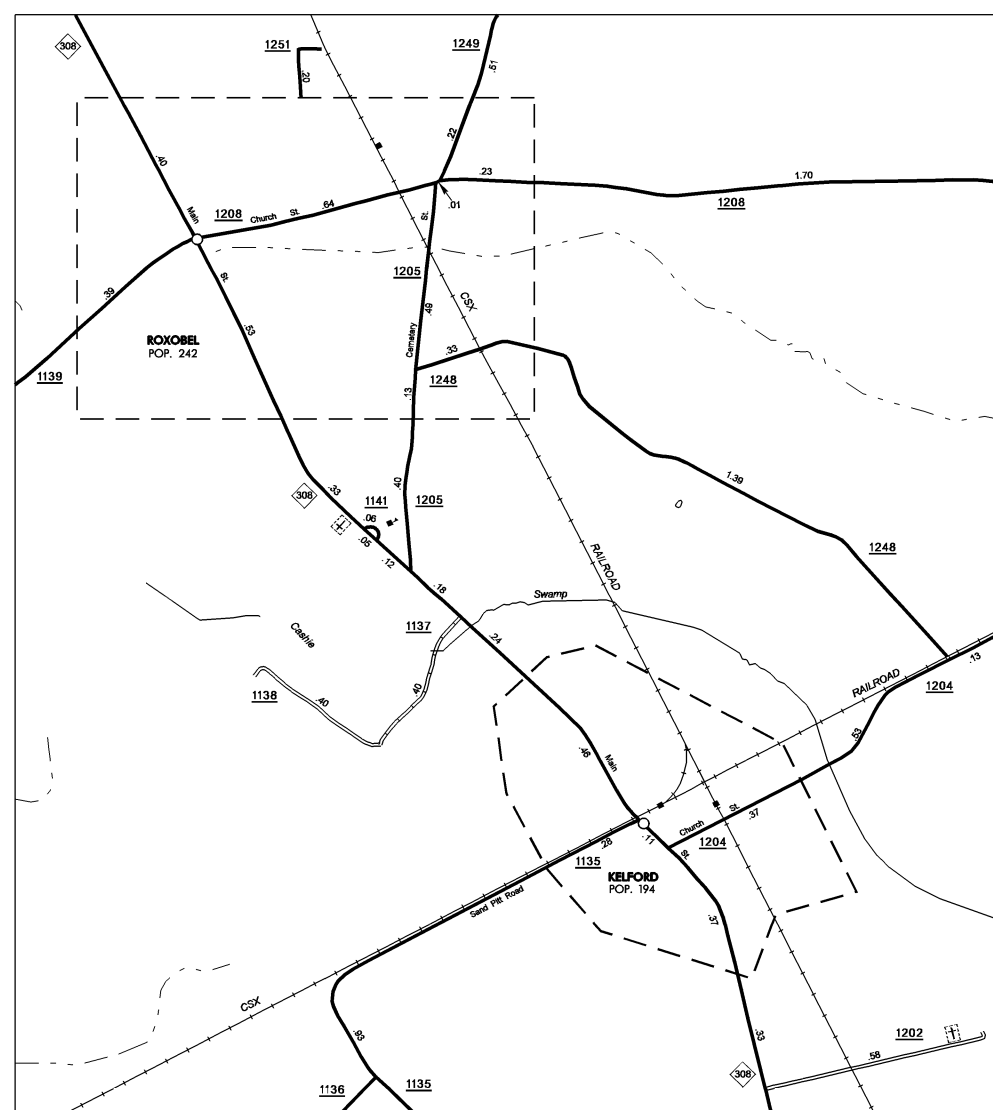 308
1251
1249
.20
.51
.22
.40
.23
1.70
.01
1208
Main
1208
Church St.
.64
St.
St.
1205
.39
CSX
.49
.53
Cemetary
ROXOBEL
POP. 242
.33
1139
1248
.13
1.39
.40
308
.33
1141
1205
.06
1
.05
.12
1248
RAILROAD
.18
Swamp
1137
.24
Cashie
.13
1138
.40
.40
RAILROAD
1204
.53
.46
Main
St.
.37
Church
.11
1204
.28
St.
1135
KELFORD
POP. 194
Sand Pitt Road
.37
CSX
.93
.33
1202
.58
308
1136
1135